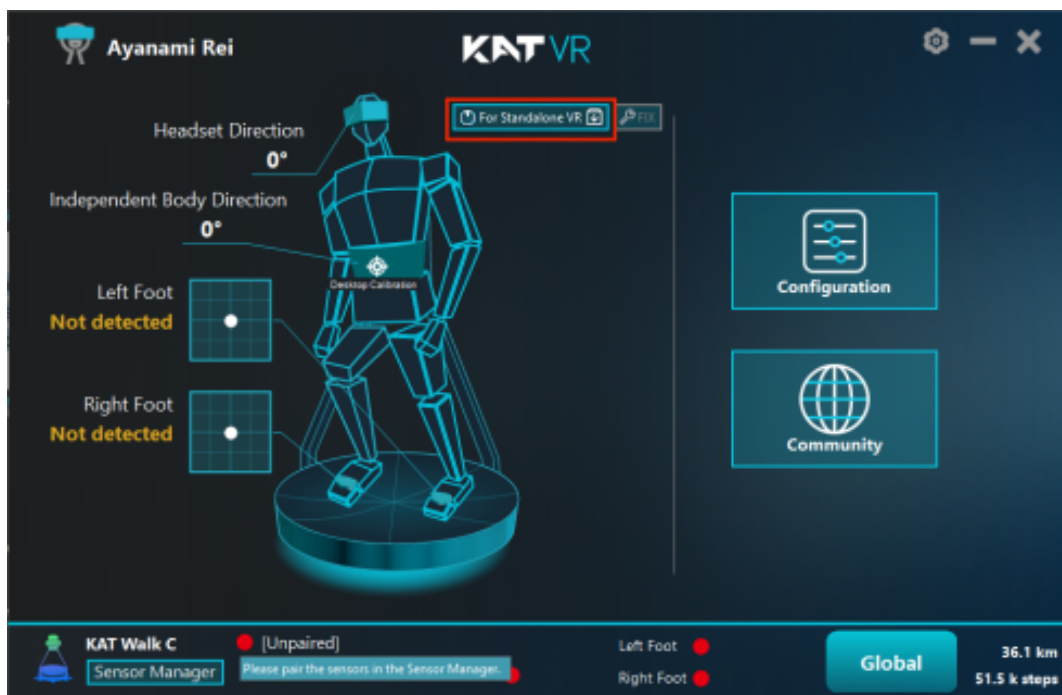 Ayanami Rei
KAT VR
For Standalone VR
FIX
Headset Direction
0°
Independent Body Direction
0°
Desktop Calibration
Left Foot
Not detected
Right Foot
Not detected
Configuration
Community
KAT Walk C
Sensor Manager
[Unpaired]
Please pair the sensors in the Sensor Manager.
Left Foot
Right Foot
Global
36.1 km
51.5 k steps